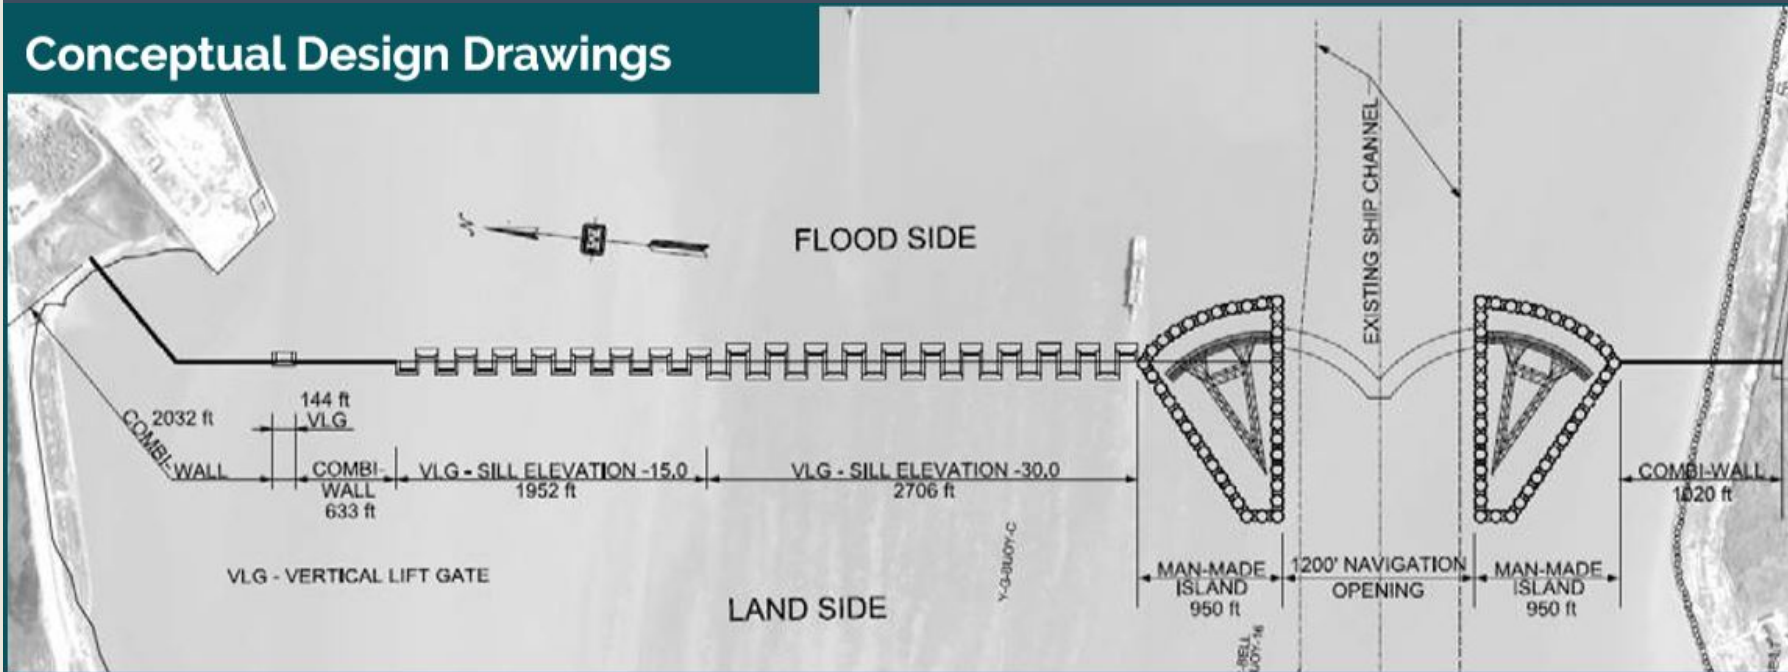 Conceptual Design Drawings
N
FLOOD SIDE
EXISTING SHIP CHANNEL
2032 ft
COMBI-
WALL
144 ft
VLG
COMBI-
WALL
633 ft
VLG - SILL ELEVATION -15.0
1952 ft
VLG - SILL ELEVATION -30.0
2706 ft
COMBI-WALL
1020 ft
VLG - VERTICAL LIFT GATE
LAND SIDE
Y-G-BUOY-C
MAN-MADE
ISLAND
950 ft
1200' NAVIGATION
OPENING
MAN-MADE
ISLAND
950 ft